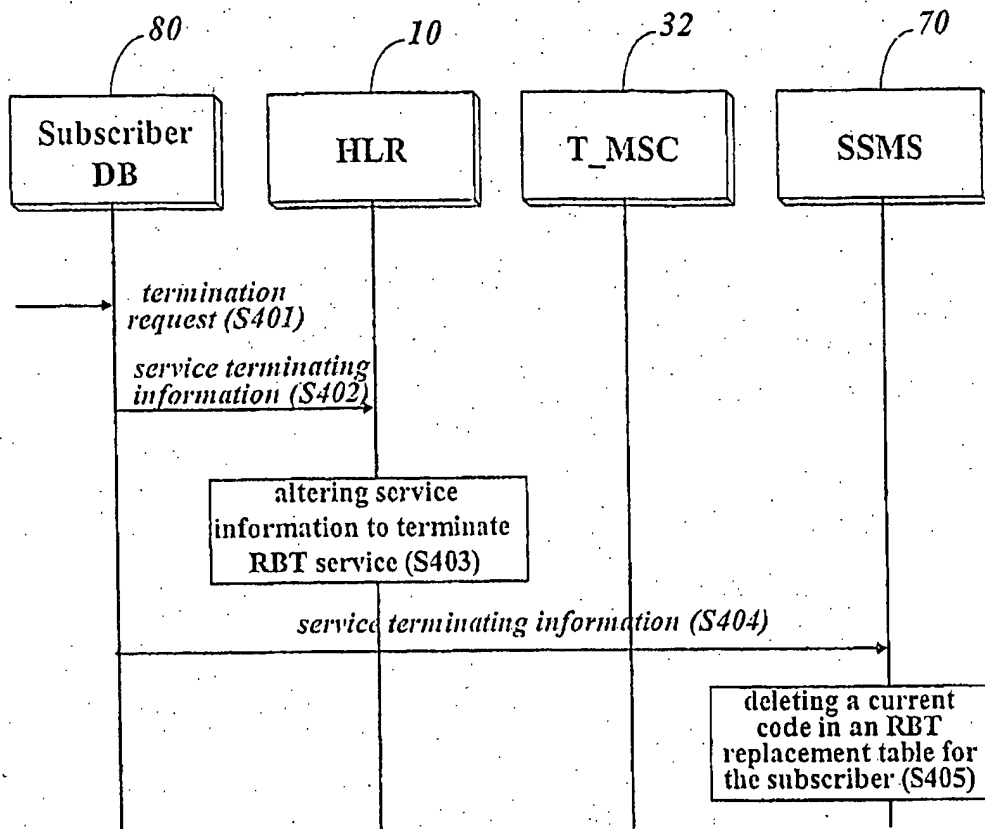 80
10
32
70
Subscriber
DB
HLR
T_MSC
SSMS
termination
request (S401)
service terminating
information (S402)
altering service
information to terminate
RBT service (S403)
service terminating information (S404)
deleting a current
code in an RBT
replacement table for
the subscriber (S405)